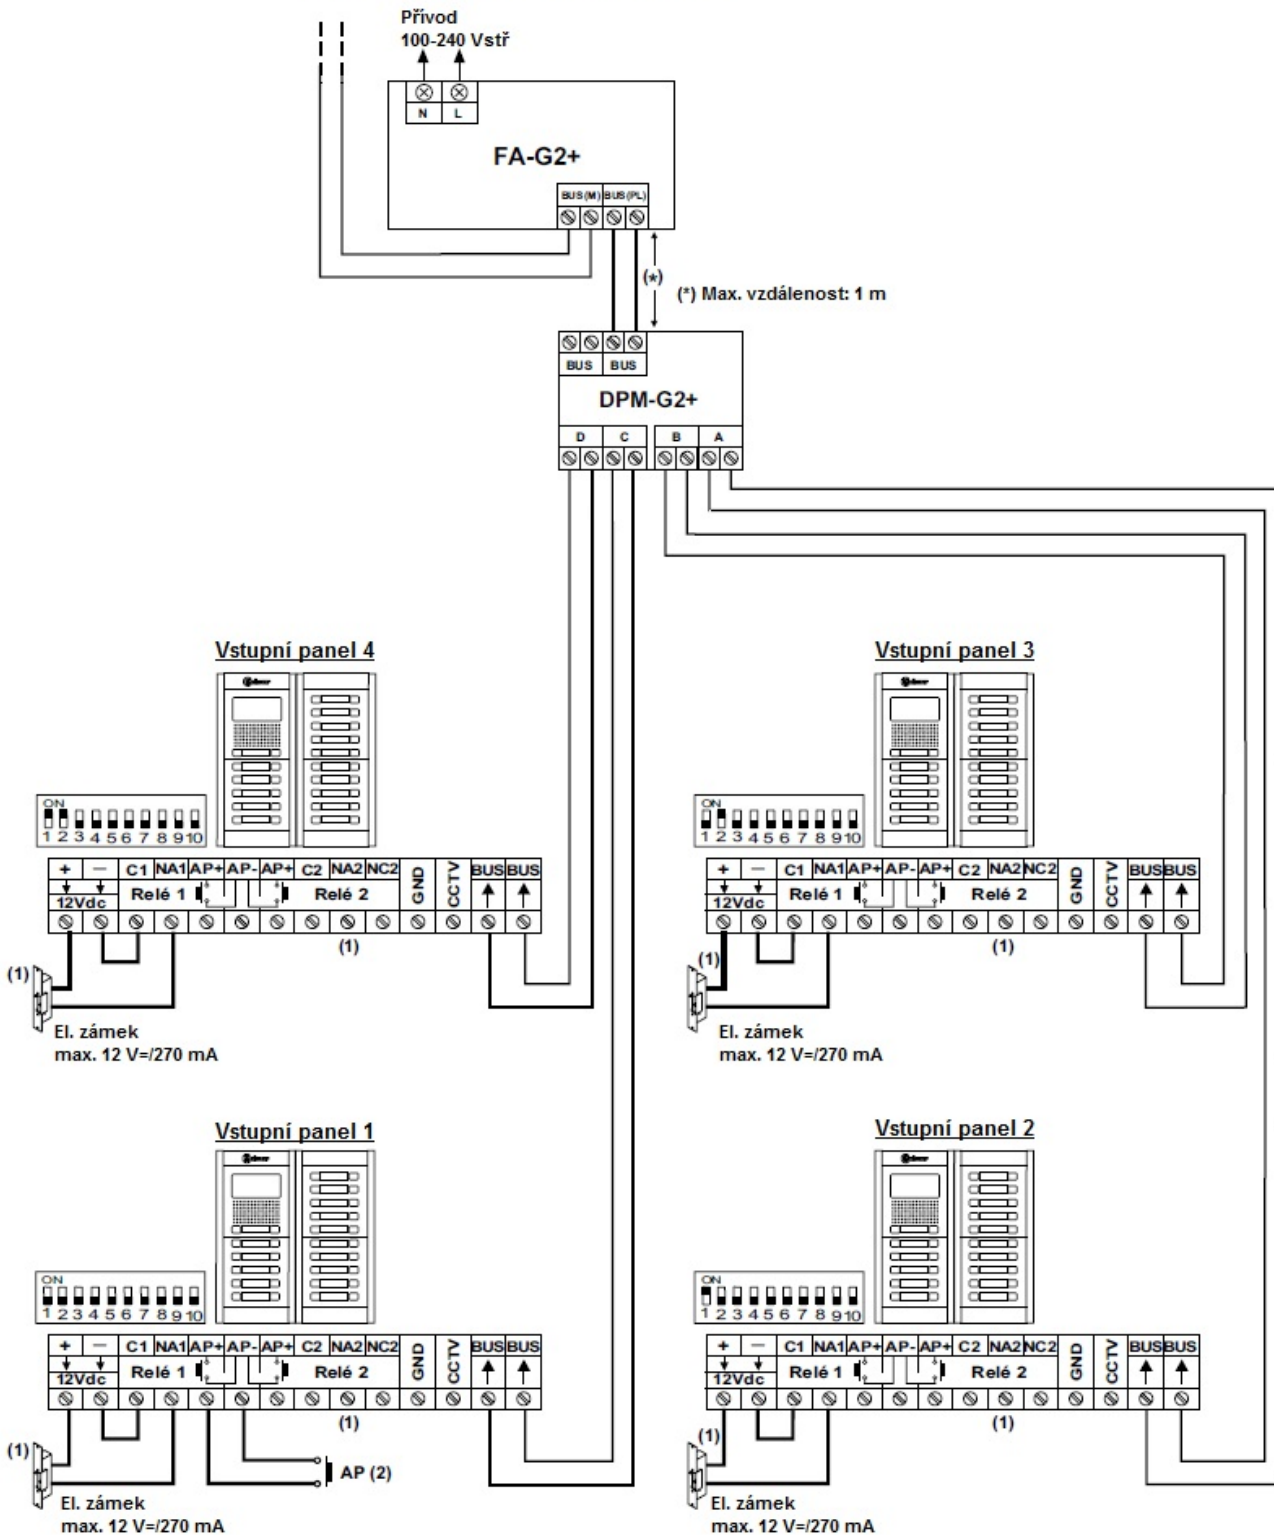 Přívod
100-240 Vstř
N L
FA-G2+
BUS(M) BUS(PL)
(*)
(*) Max. vzdálenost: 1 m
BUS BUS
DPM-G2+
D C B A
Vstupní panel 4
ON
1 2 3 4 5 6 7 8 9 10
+ – C1 NA1 AP+ AP- AP+ C2 NA2 NC2 GND CCTV BUS BUS
12Vdc Relé 1 Relé 2
(1)
(1)
El. zámek
max. 12 V=/270 mA
Vstupní panel 3
ON
1 2 3 4 5 6 7 8 9 10
+ – C1 NA1 AP+ AP- AP+ C2 NA2 NC2 GND CCTV BUS BUS
12Vdc Relé 1 Relé 2
(1)
(1)
El. zámek
max. 12 V=/270 mA
Vstupní panel 1
ON
1 2 3 4 5 6 7 8 9 10
+ – C1 NA1 AP+ AP- AP+ C2 NA2 NC2 GND CCTV BUS BUS
12Vdc Relé 1 Relé 2
(1)
(1)
AP (2)
El. zámek
max. 12 V=/270 mA
Vstupní panel 2
ON
1 2 3 4 5 6 7 8 9 10
+ – C1 NA1 AP+ AP- AP+ C2 NA2 NC2 GND CCTV BUS BUS
12Vdc Relé 1 Relé 2
(1)
(1)
El. zámek
max. 12 V=/270 mA